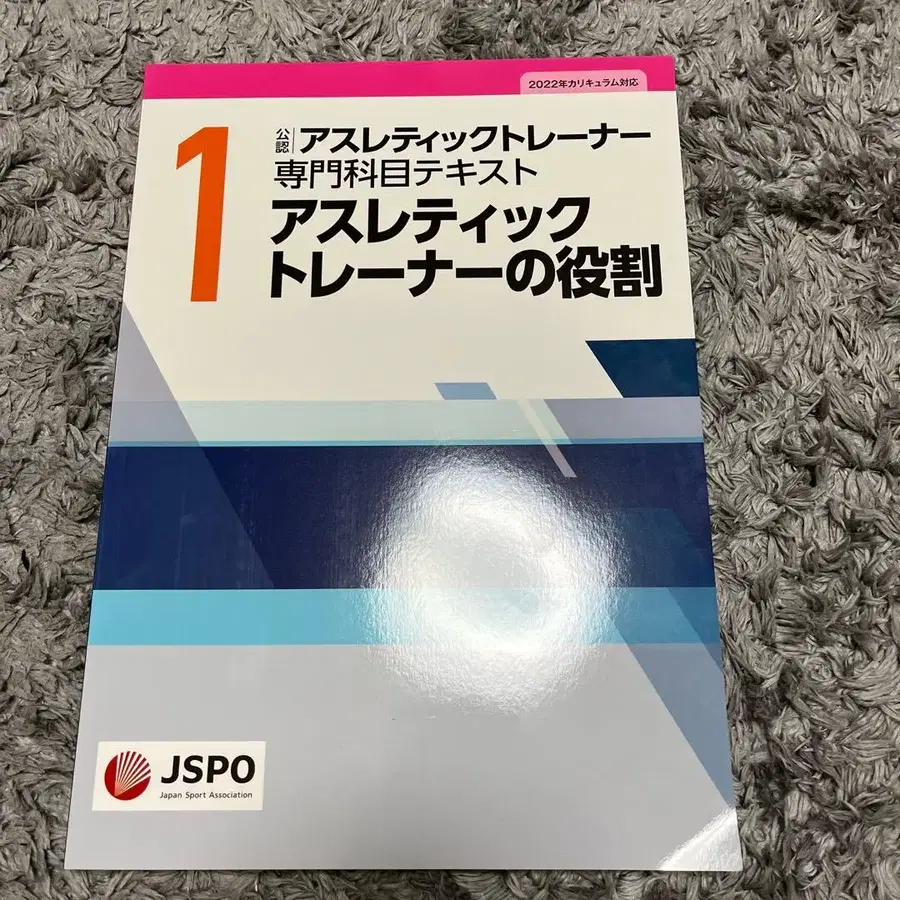 2022年カリキュラム対応
1
公認 アスレティックトレーナー
専門科目テキスト
アスレティック
トレーナーの役割
JSPO
Japan Sport Association